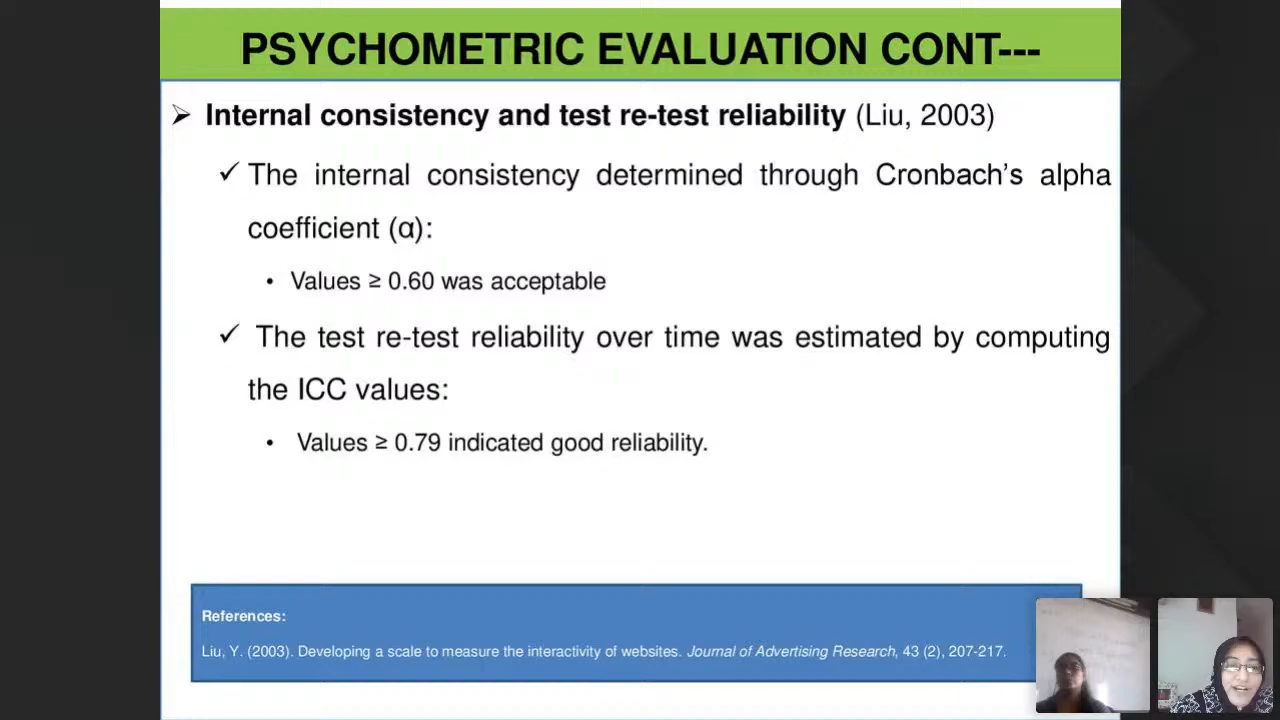 PSYCHOMETRIC EVALUATION CONT---
➢ Internal consistency and test re-test reliability (Liu, 2003)
✓ The internal consistency determined through Cronbach's alpha
coefficient (α):
• Values ≥ 0.60 was acceptable
✓ The test re-test reliability over time was estimated by computing
the ICC values:
• Values ≥ 0.79 indicated good reliability.
References:
Liu, Y. (2003). Developing a scale to measure the interactivity of websites. Journal of Advertising Research, 43 (2), 207-217.